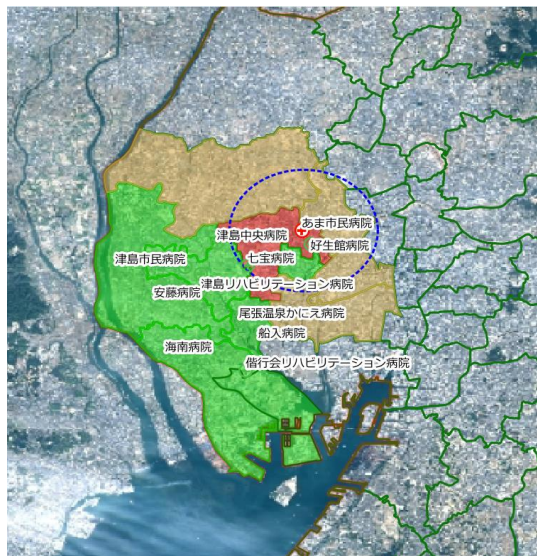 あま市民病院
津島中央病院
好生館病院
七宝院
津島市民病院
津島リハビリテーション病院
安藤病院
尾張温泉かにえ病院
船入病院
海南病院
偕行会リハビリテーション病院